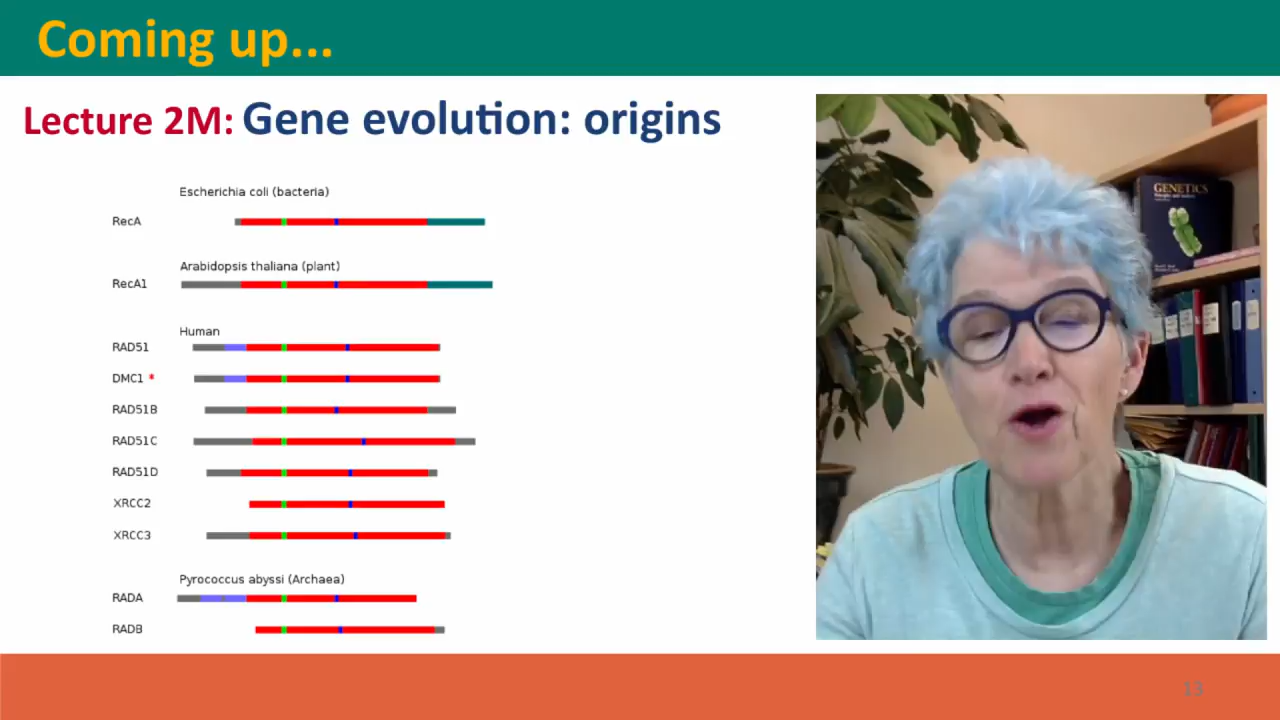 Coming up...
Lecture 2M: Gene evolution: origins
Escherichia coli (bacteria)
RecA
Arabidopsis thaliana (plant)
RecA1
Human
RAD51
DMC1 *
RAD51B
RAD51C
RAD51D
XRCC2
XRCC3
Pyrococcus abyssi (Archaea)
RADA
RADB
GENETICS
13